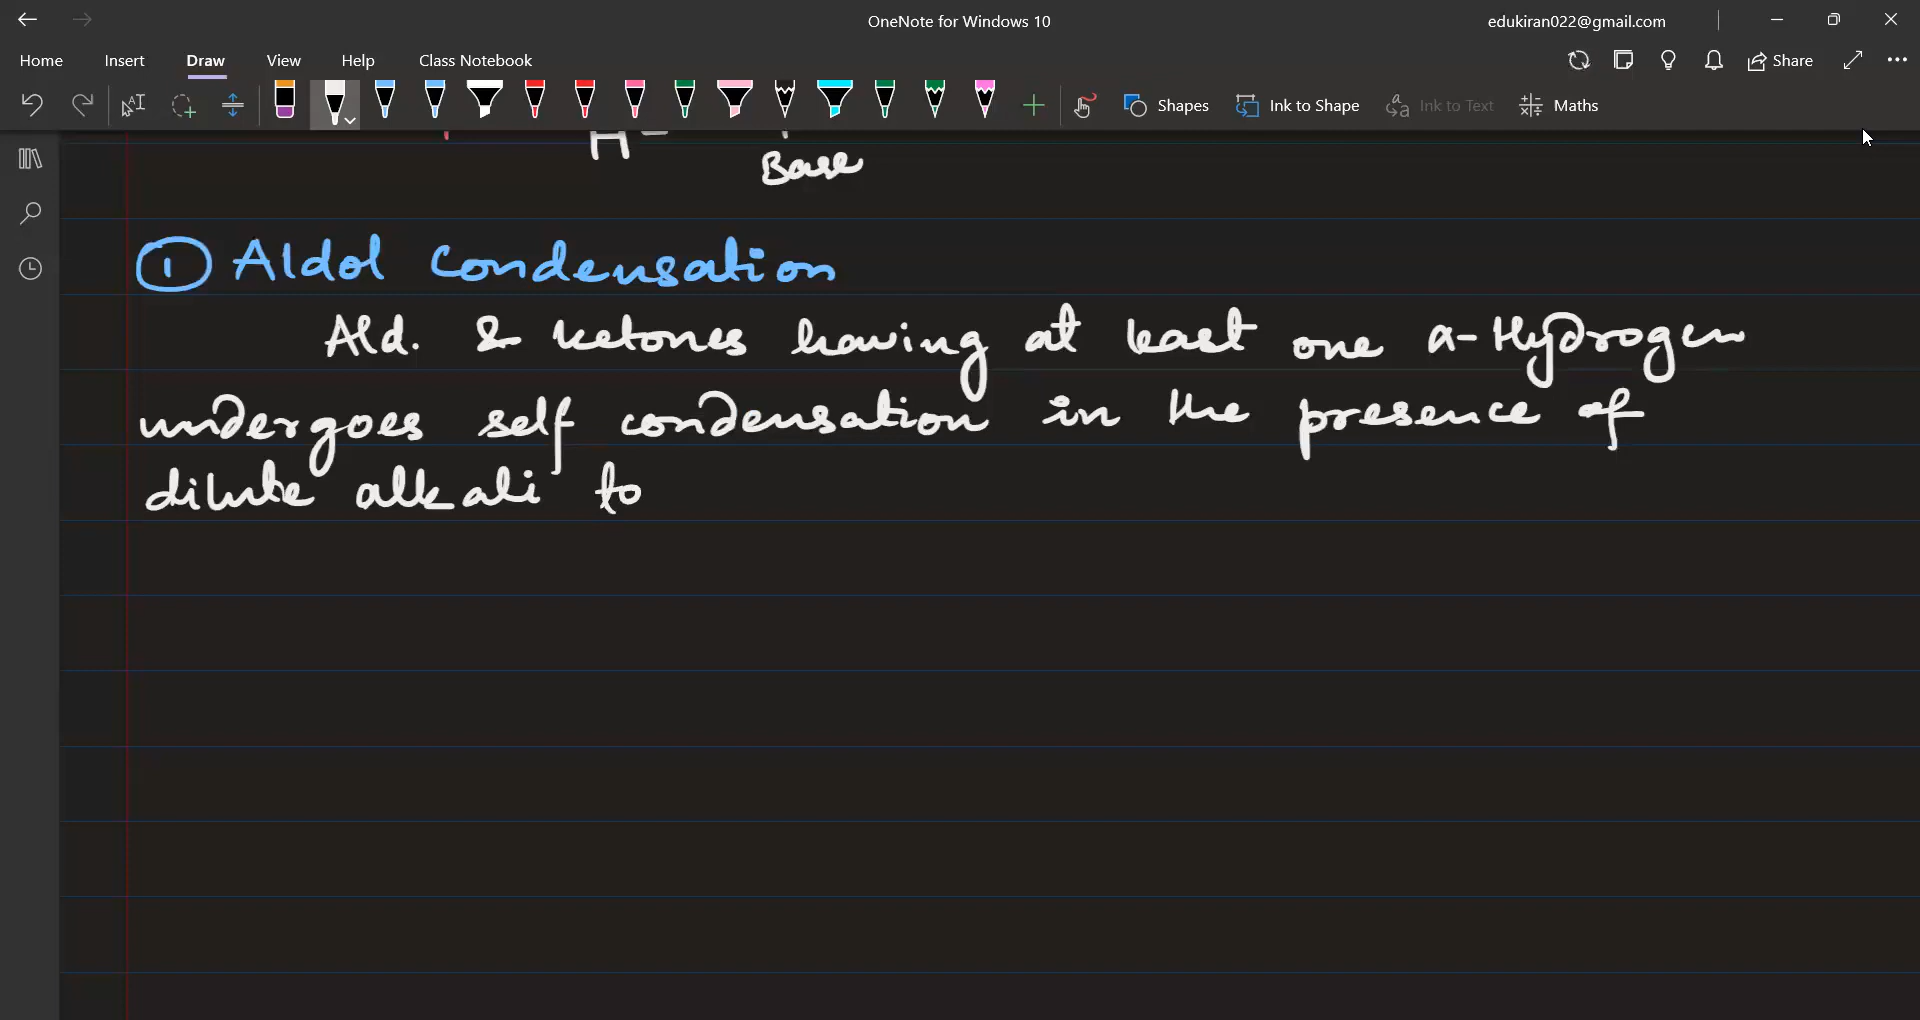 OneNote for Windows 10
edukiran022@gmail.com
Home Insert Draw View Help Class Notebook
Share
Shapes Ink to Shape Ink to Text Maths
H
Base
① Aldol Condensation
Ald. & ketones having at least one α-Hydrogen
undergoes self condensation in the presence of
dilute alkali to